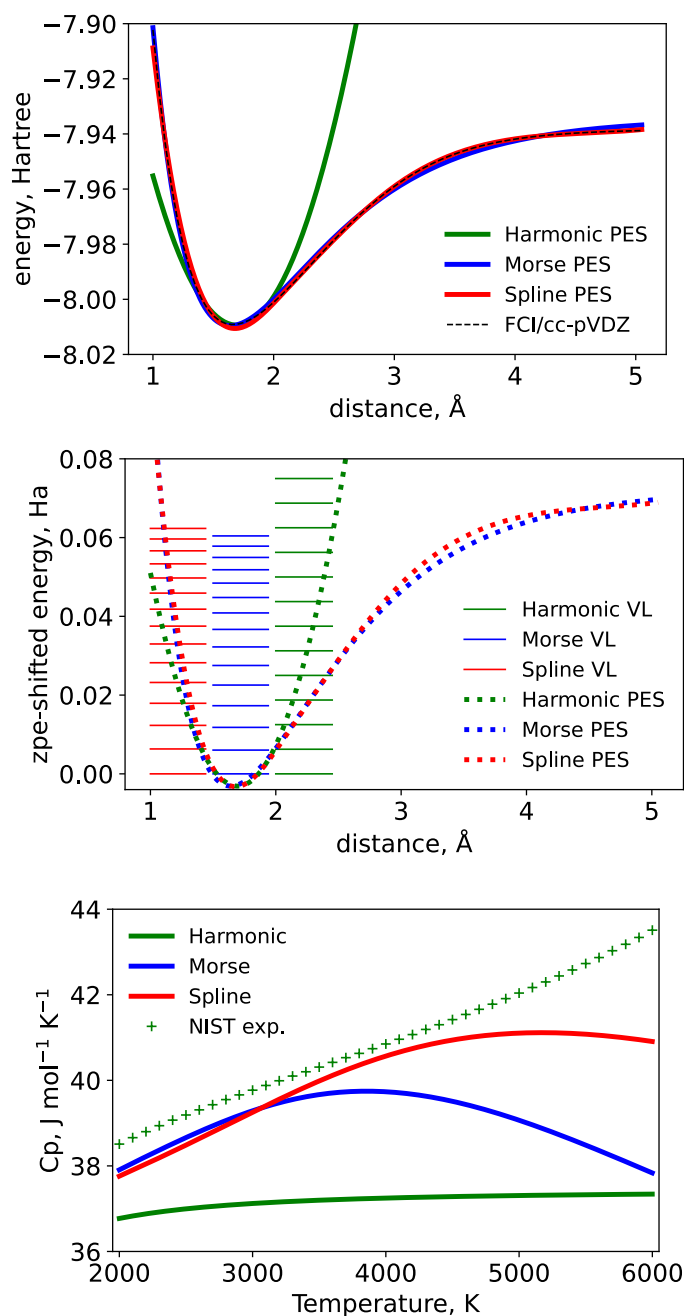 −7.90
−7.92
−7.94
−7.96
−7.98
−8.00
−8.02
energy, Hartree
Harmonic PES
Morse PES
Spline PES
FCI/cc-pVDZ
1 2 3 4 5
distance, Å
0.08
0.06
0.04
0.02
0.00
zpe-shifted energy, Ha
Harmonic VL
Morse VL
Spline VL
Harmonic PES
Morse PES
Spline PES
1 2 3 4 5
distance, Å
44
42
40
38
36
Cp, J mol⁻¹ K⁻¹
Harmonic
Morse
Spline
NIST exp.
2000 3000 4000 5000 6000
Temperature, K